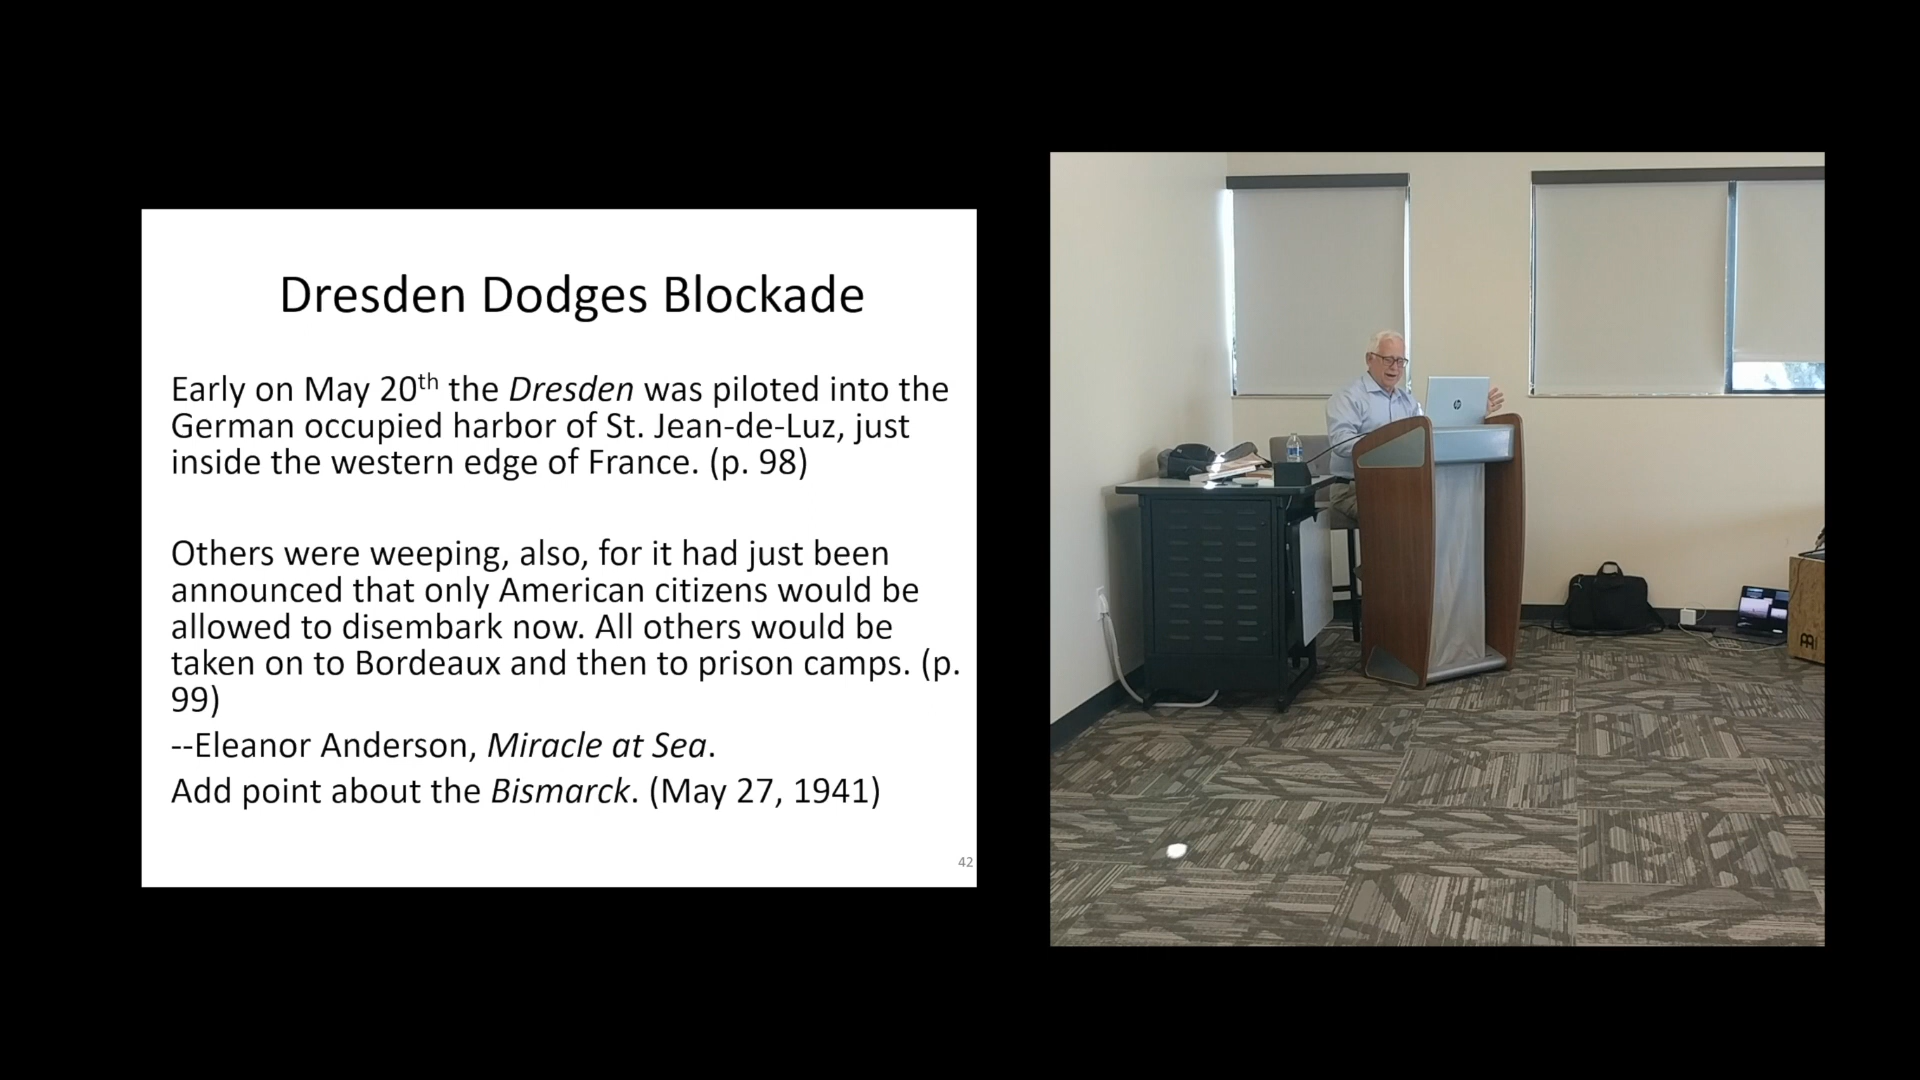 Dresden Dodges Blockade
Early on May 20th the Dresden was piloted into the
German occupied harbor of St. Jean-de-Luz, just
inside the western edge of France. (p. 98)
Others were weeping, also, for it had just been
announced that only American citizens would be
allowed to disembark now. All others would be
taken on to Bordeaux and then to prison camps. (p.
99)
--Eleanor Anderson, Miracle at Sea.
Add point about the Bismarck. (May 27, 1941)
42
hp